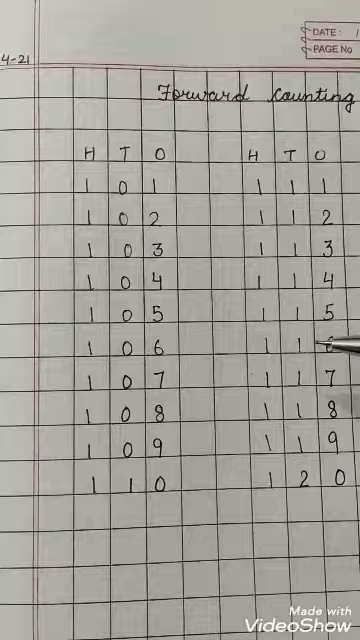 DATE :
PAGE No
4-21
Forward Counting
H T O H T O
1 0 1 1 1 1
1 0 2 1 1 2
1 0 3 1 1 3
1 0 4 1 1 4
1 0 5 1 1 5
1 0 6 1 1 6
1 0 7 1 1 7
1 0 8 1 1 8
1 0 9 1 1 9
1 1 0 1 2 0
Made with
VideoShow